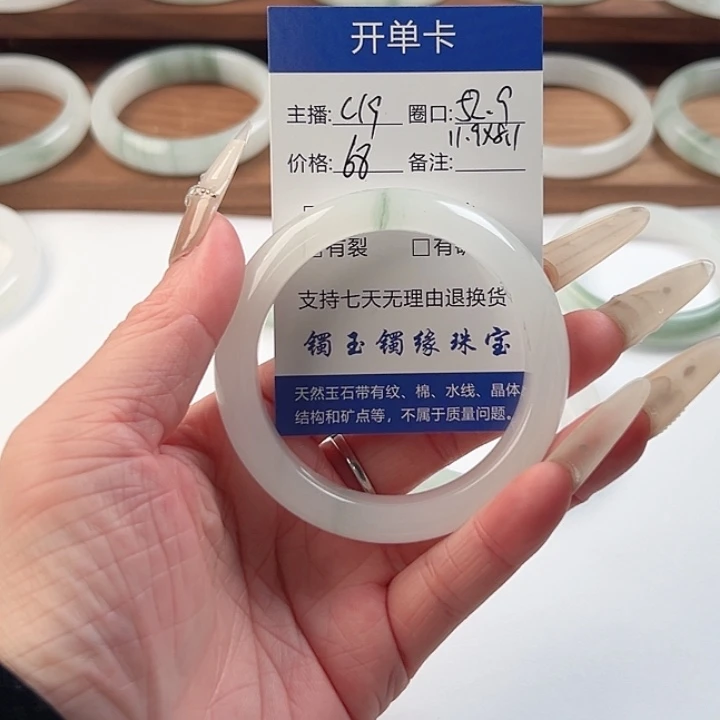 开单卡
主播: C19 圈口: 52.9
11.9X8.1
价格: 68 备注:
有裂 □有
支持七天无理由退换货
镯玉镯缘珠宝
天然玉石带有纹、棉、水线、晶体
结构和矿点等，不属于质量问题。